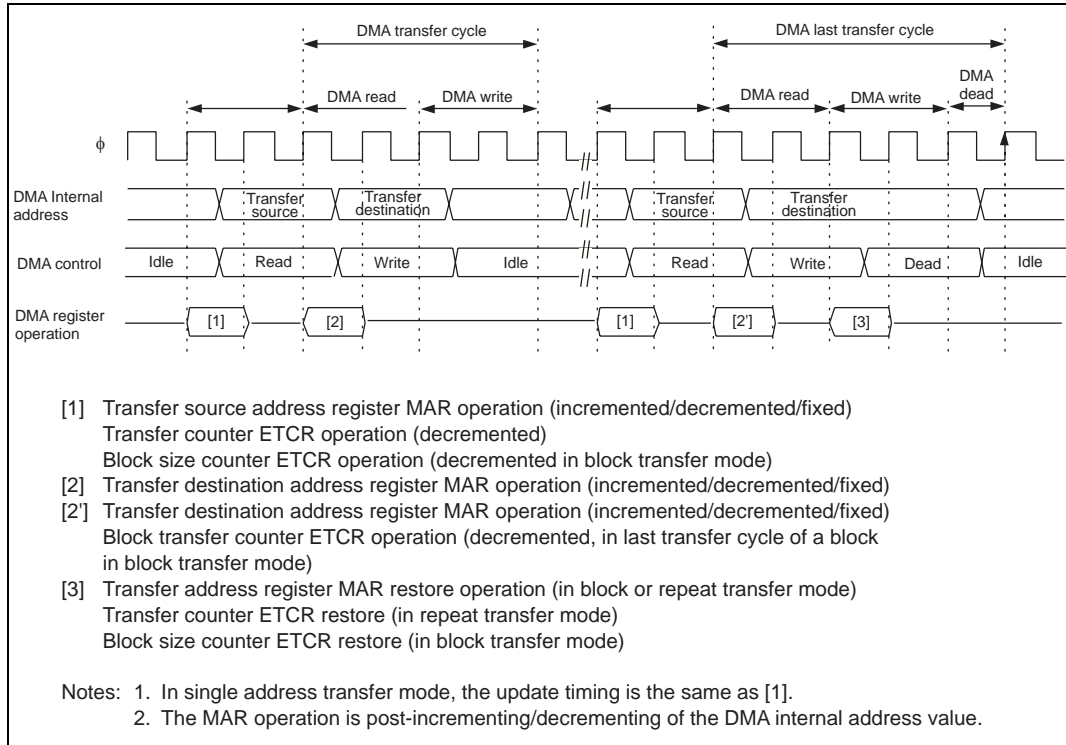 DMA transfer cycle
DMA last transfer cycle
DMA read
DMA write
DMA read
DMA write
DMA
dead
ϕ
DMA Internal
address
Transfer
source
Transfer
destination
Transfer
source
Transfer
destination
DMA control
Idle
Read
Write
Idle
Read
Write
Dead
Idle
DMA register
operation
[1]
[2]
[1]
[2']
[3]
[1] Transfer source address register MAR operation (incremented/decremented/fixed)
Transfer counter ETCR operation (decremented)
Block size counter ETCR operation (decremented in block transfer mode)
[2] Transfer destination address register MAR operation (incremented/decremented/fixed)
[2'] Transfer destination address register MAR operation (incremented/decremented/fixed)
Block transfer counter ETCR operation (decremented, in last transfer cycle of a block
in block transfer mode)
[3] Transfer address register MAR restore operation (in block or repeat transfer mode)
Transfer counter ETCR restore (in repeat transfer mode)
Block size counter ETCR restore (in block transfer mode)
Notes: 1. In single address transfer mode, the update timing is the same as [1].
2. The MAR operation is post-incrementing/decrementing of the DMA internal address value.